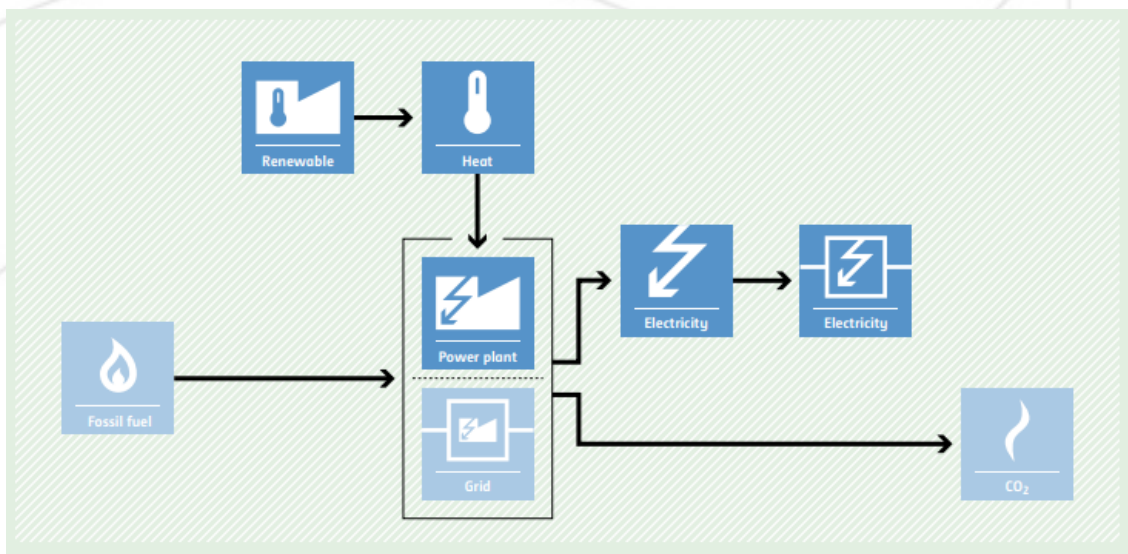 Renewable
Heat
Power plant
Electricity
Electricity
Fossil fuel
Grid
CO₂